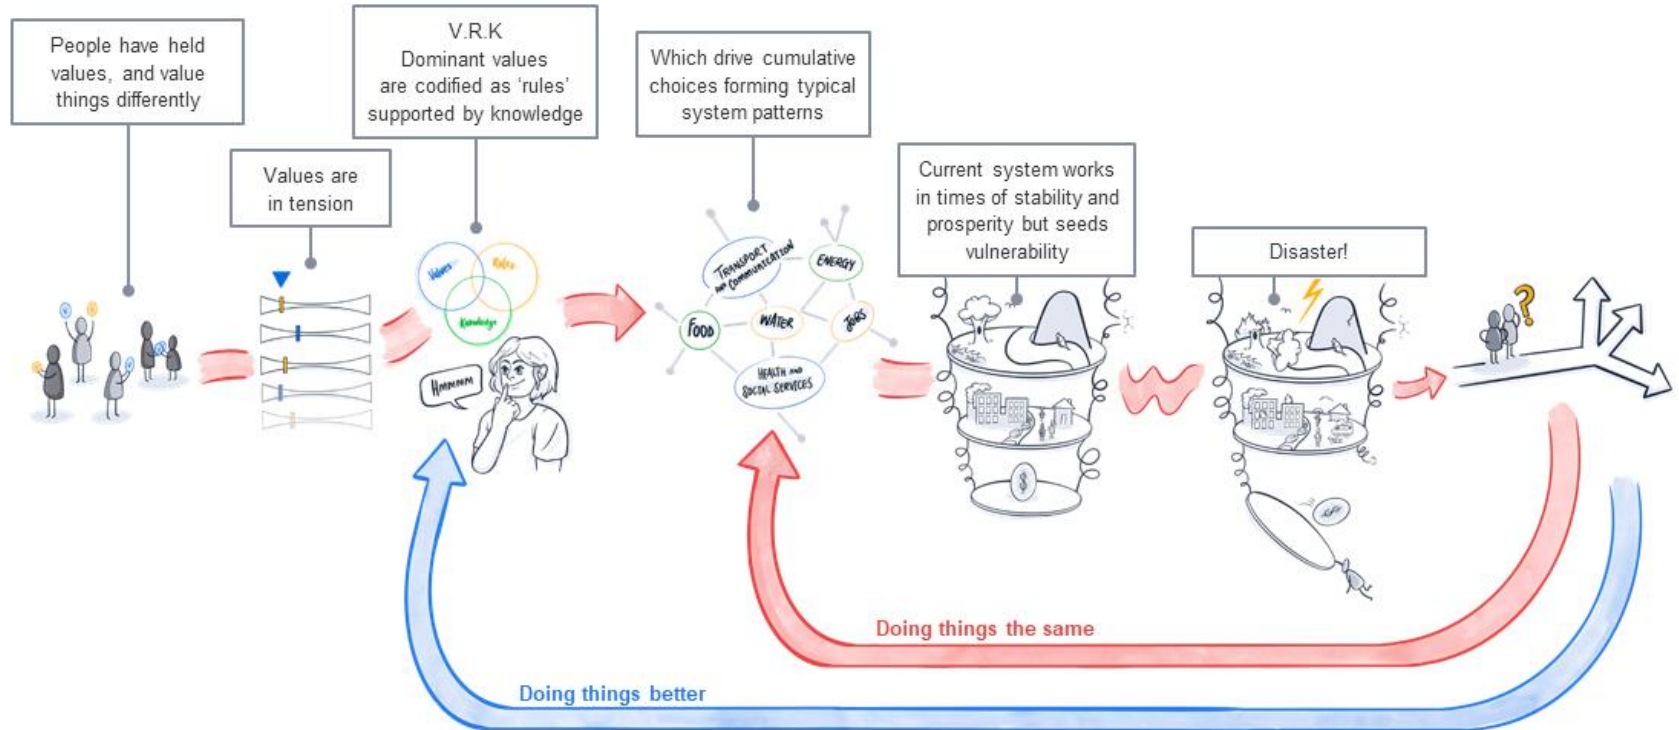 People have held
values, and value
things differently
Values are
in tension
V.R.K
Dominant values
are codified as ‘rules’
supported by knowledge
Which drive cumulative
choices forming typical
system patterns
Current system works
in times of stability and
prosperity but seeds
vulnerability
Disaster!
Values
Rules
Knowledge
Hmmmm
TRANSPORT
AND COMMUNICATION
ENERGY
FOOD
WATER
JOBS
HEALTH AND
SOCIAL SERVICES
$
$
?
Doing things the same
Doing things better